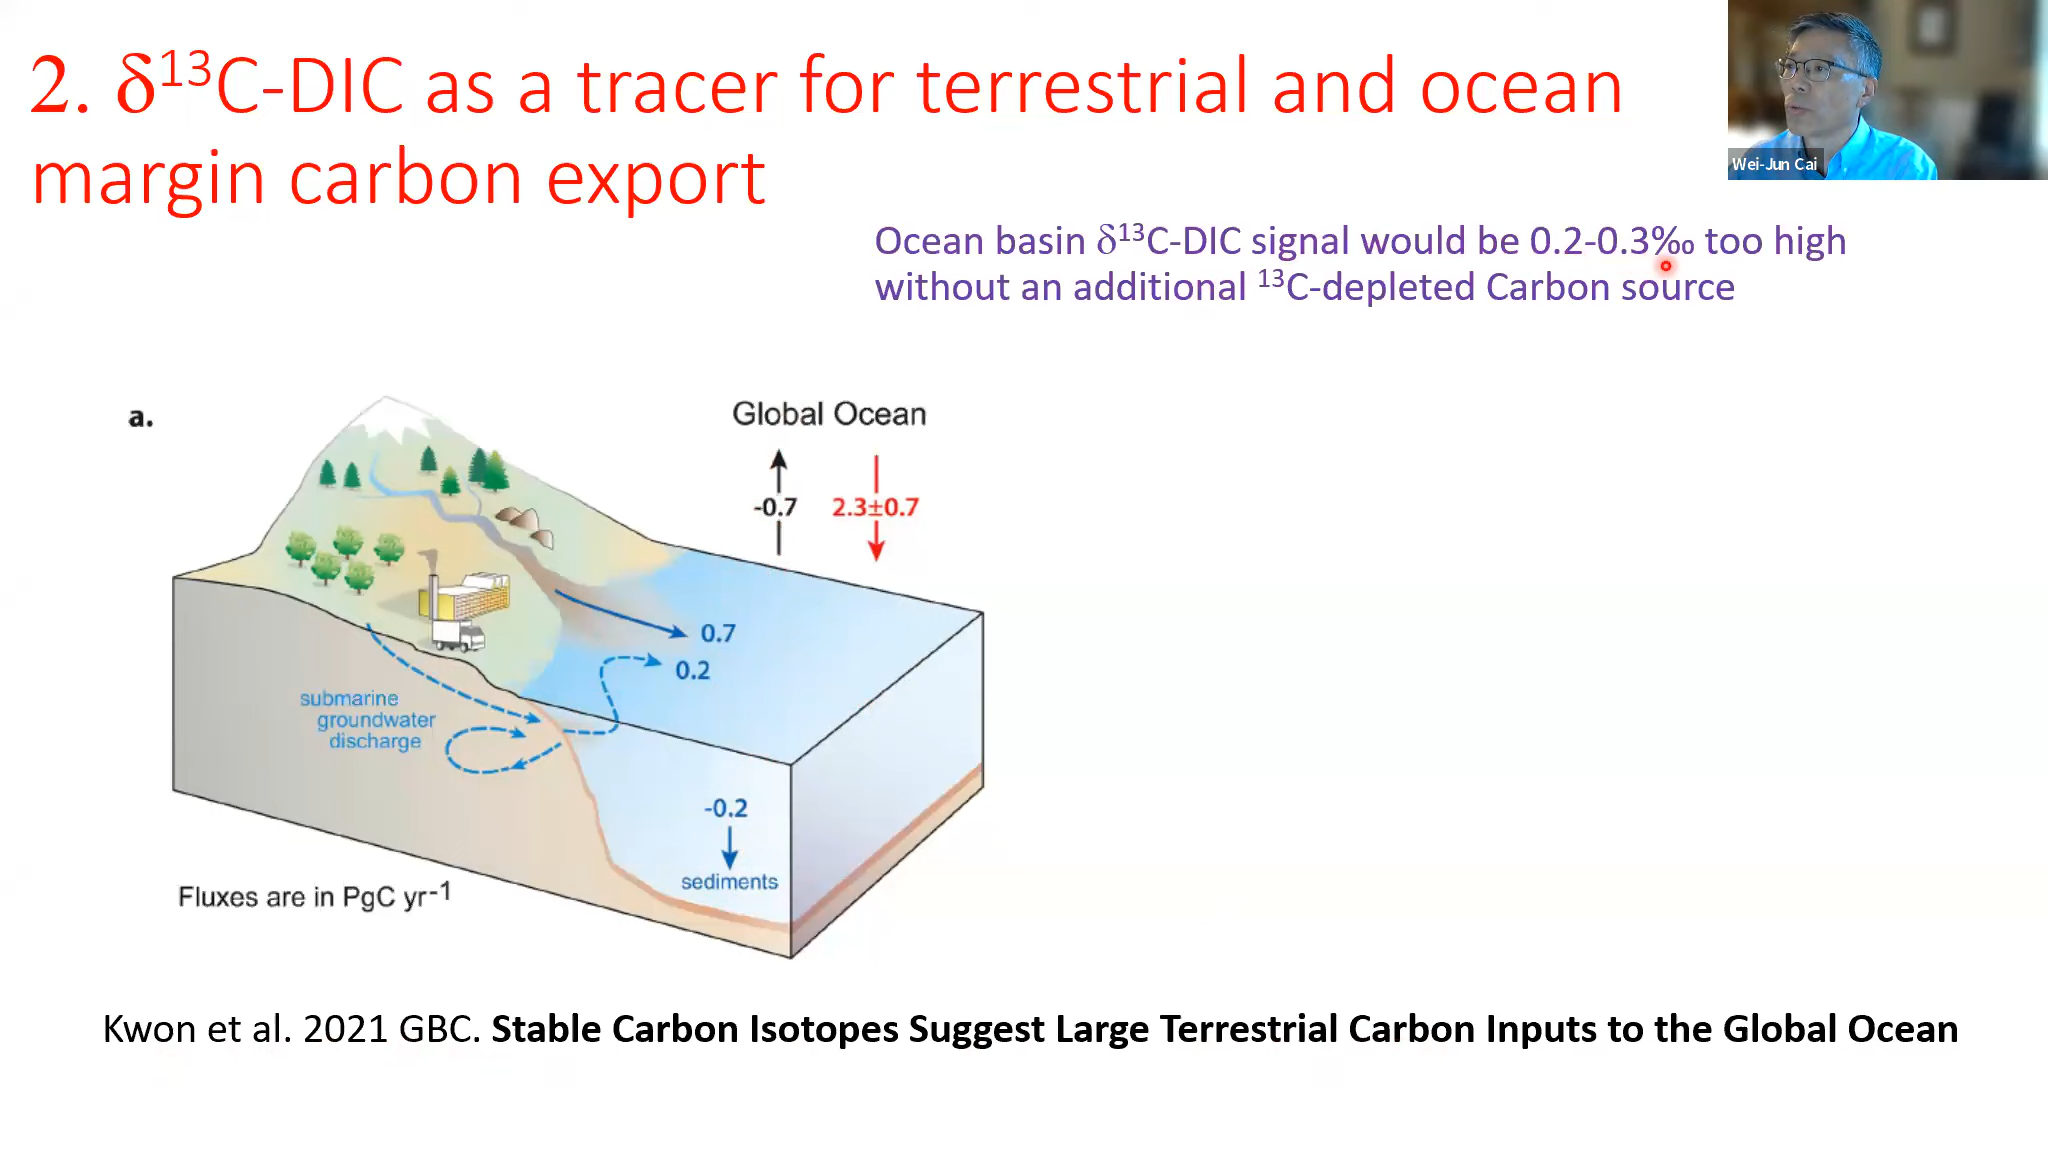 2. δ¹³C-DIC as a tracer for terrestrial and ocean
margin carbon export
Wei-Jun Cai
Ocean basin δ¹³C-DIC signal would be 0.2-0.3‰ too high
without an additional ¹³C-depleted Carbon source
a.
Global Ocean
-0.7
2.3±0.7
0.7
0.2
submarine
groundwater
discharge
-0.2
sediments
Fluxes are in PgC yr⁻¹
Kwon et al. 2021 GBC. Stable Carbon Isotopes Suggest Large Terrestrial Carbon Inputs to the Global Ocean